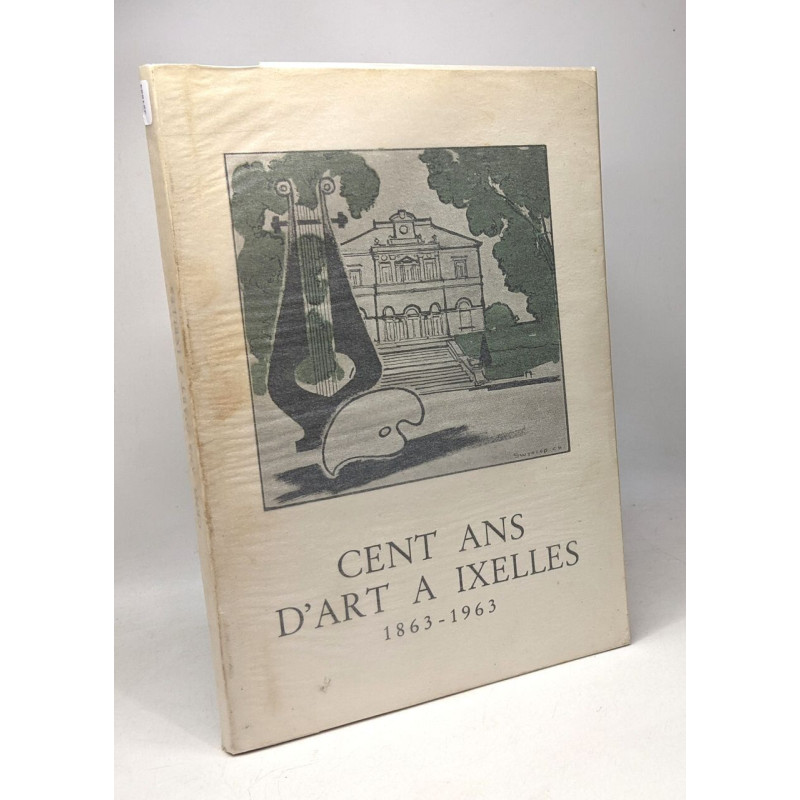 CENT ANS
D'ART A IXELLES
1863-1963